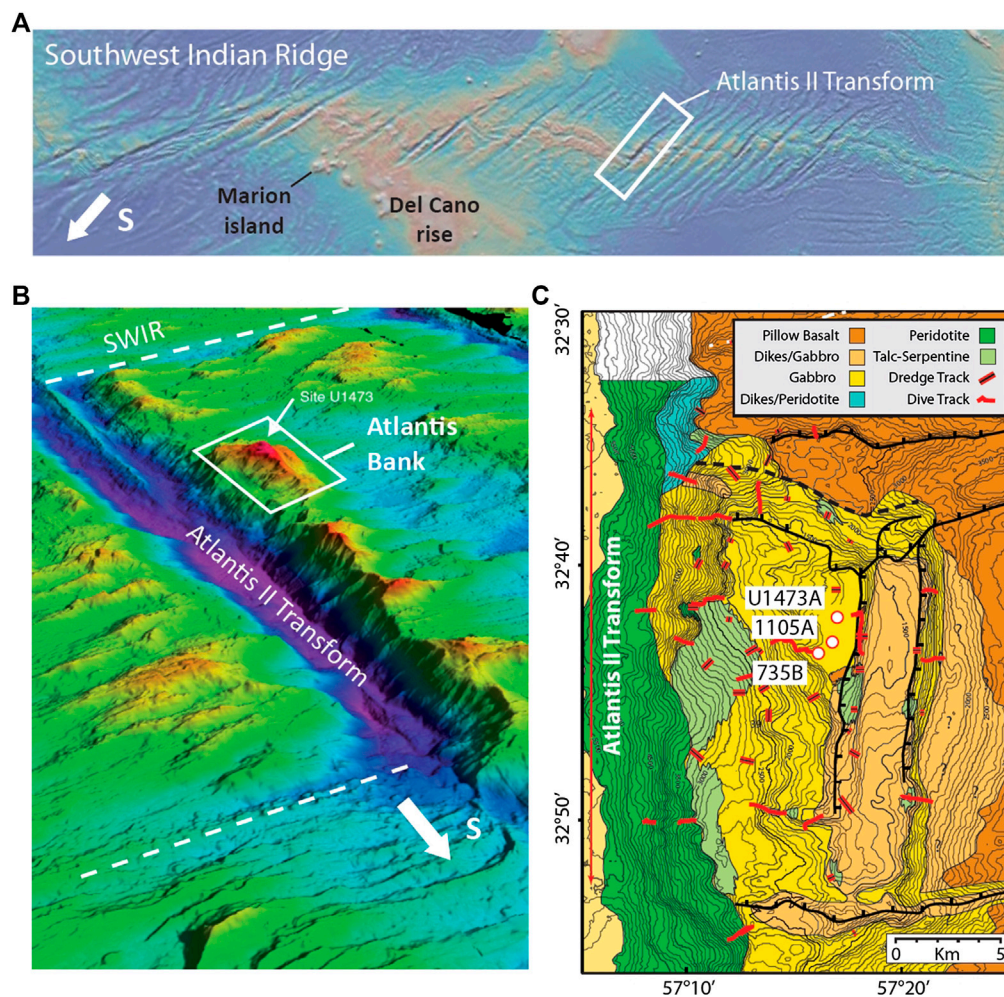 A
Southwest Indian Ridge
Atlantis II Transform
Marion
island
Del Cano
rise
S
B
SWIR
Site U1473
Atlantis
Bank
Atlantis II Transform
S
C
32°30'
32°40'
32°50'
Pillow Basalt
Dikes/Gabbro
Gabbro
Dikes/Peridotite
Peridotite
Talc-Serpentine
Dredge Track
Dive Track
U1473A
1105A
735B
Atlantis II Transform
0 Km 5
57°10'
57°20'